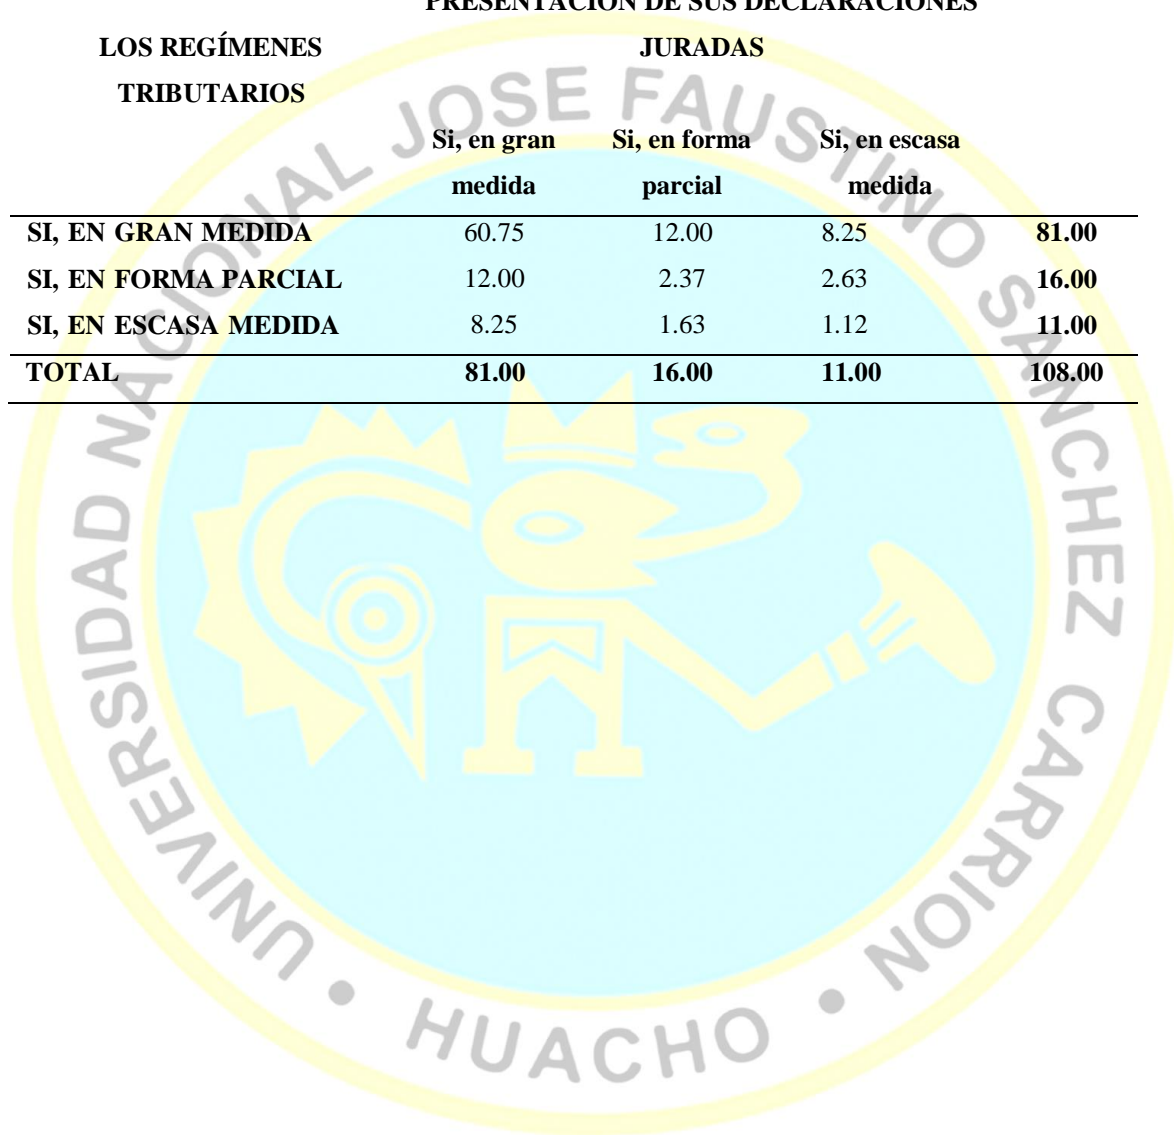 PRESENTACIÓN DE SUS DECLARACIONES
LOS REGÍMENES JURADAS
TRIBUTARIOS
Si, en gran Si, en forma Si, en escasa
medida parcial medida
SI, EN GRAN MEDIDA 60.75 12.00 8.25 81.00
SI, EN FORMA PARCIAL 12.00 2.37 2.63 16.00
SI, EN ESCASA MEDIDA 8.25 1.63 1.12 11.00
TOTAL 81.00 16.00 11.00 108.00
UNIVERSIDAD NACIONAL JOSE FAUSTINO SANCHEZ CARRION • HUACHO •